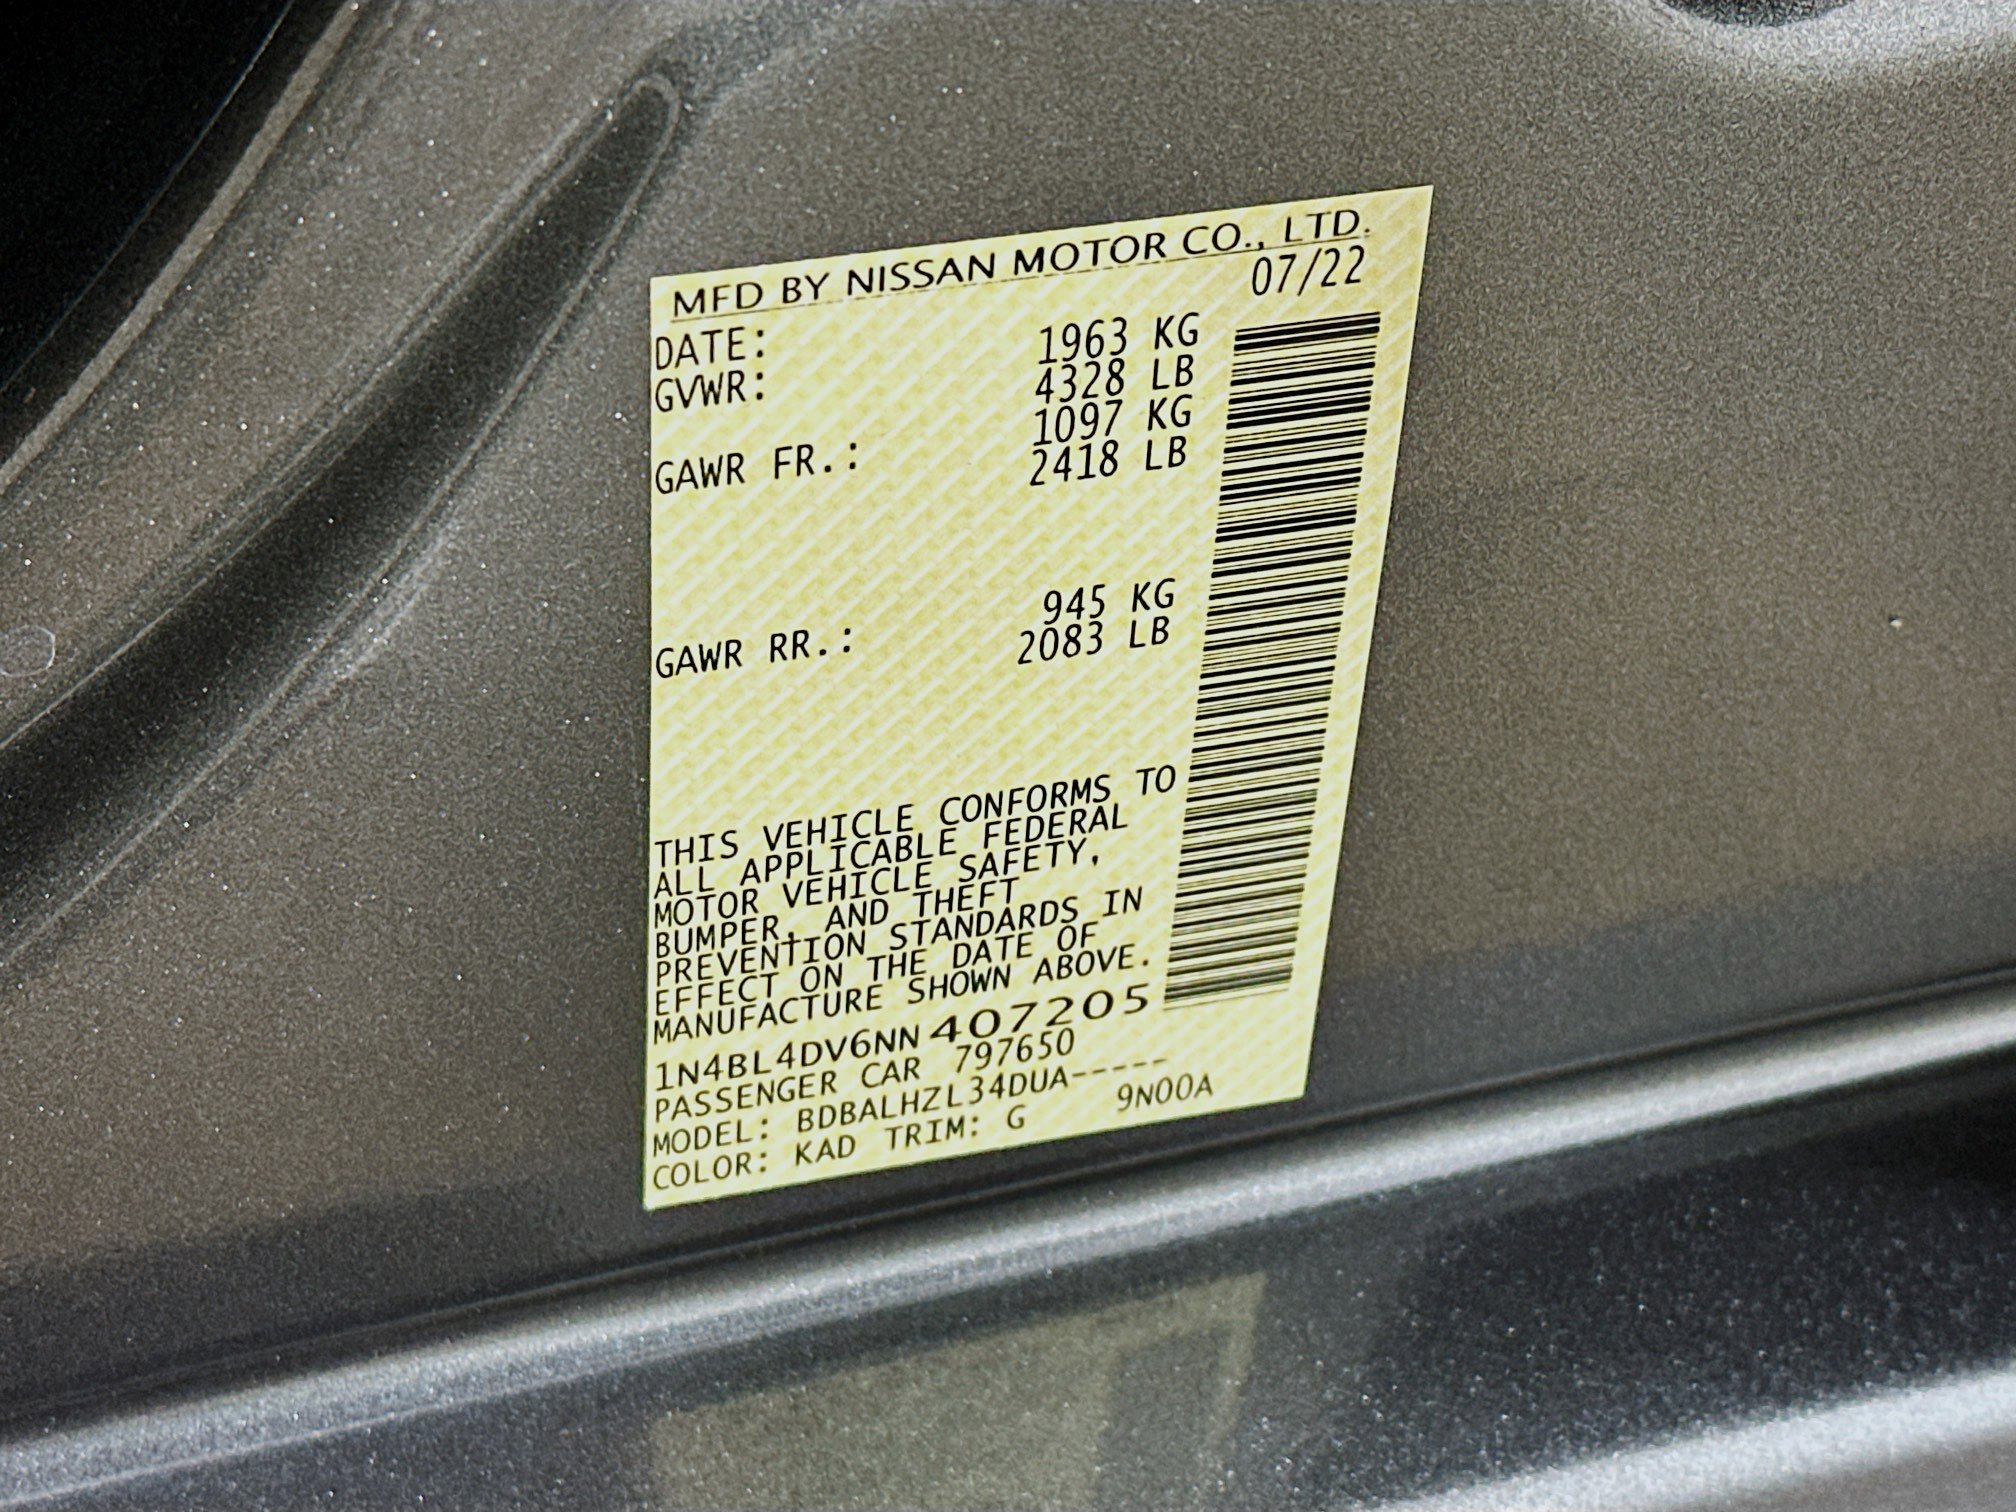 MFD BY NISSAN MOTOR CO., LTD.
DATE: 07/22
GVWR: 1963 KG
4328 LB
GAWR FR.: 1097 KG
2418 LB
GAWR RR.: 945 KG
2083 LB
THIS VEHICLE CONFORMS TO
ALL APPLICABLE FEDERAL
MOTOR VEHICLE SAFETY,
BUMPER, AND THEFT
PREVENTION STANDARDS IN
EFFECT ON THE DATE OF
MANUFACTURE SHOWN ABOVE.
1N4BL4DV6NN407205
PASSENGER CAR 797650
MODEL: BDBALHZL34DUA-----
COLOR: KAD TRIM: G 9N00A